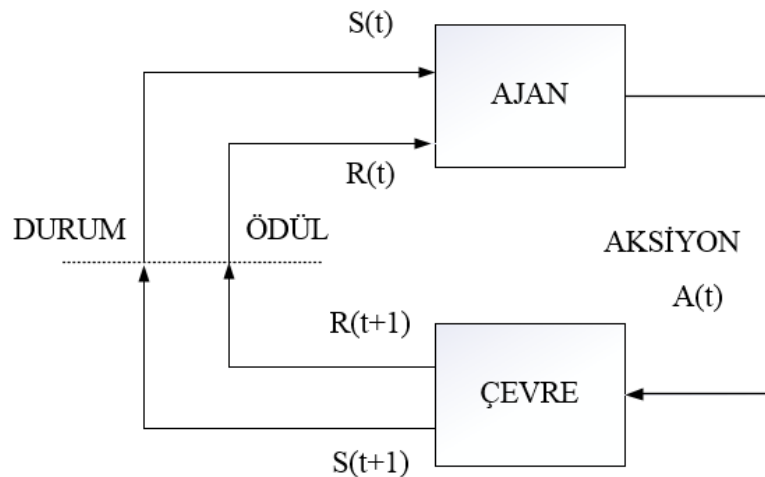 S(t)
AJAN
R(t)
DURUM
ÖDÜL
AKSİYON
A(t)
R(t+1)
ÇEVRE
S(t+1)